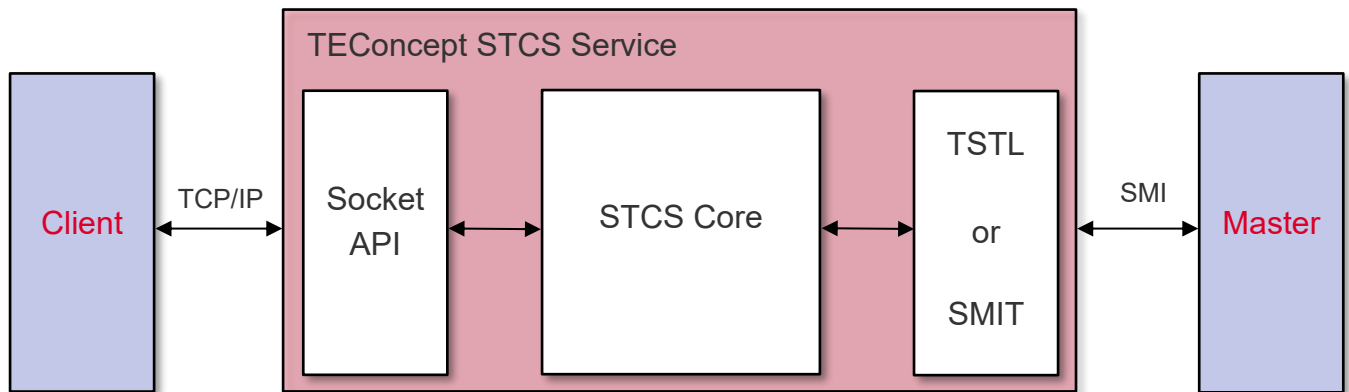 TEConcept STCS Service
Client
TCP/IP
Socket
API
STCS Core
TSTL
or
SMIT
SMI
Master